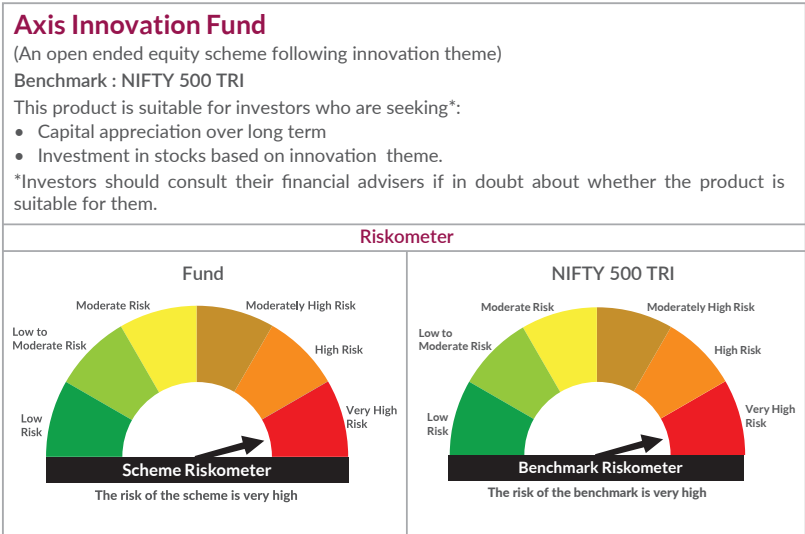 Axis Innovation Fund
(An open ended equity scheme following innovation theme)
Benchmark : NIFTY 500 TRI
This product is suitable for investors who are seeking*:
• Capital appreciation over long term
• Investment in stocks based on innovation theme.
*Investors should consult their financial advisers if in doubt about whether the product is
suitable for them.
Riskometer
Fund
Moderate Risk
Moderately High Risk
Low to
Moderate Risk
High Risk
Low
Risk
Very High
Risk
Scheme Riskometer
The risk of the scheme is very high
NIFTY 500 TRI
Moderate Risk
Moderately High Risk
Low to
Moderate Risk
High Risk
Low
Risk
Very High
Risk
Benchmark Riskometer
The risk of the benchmark is very high